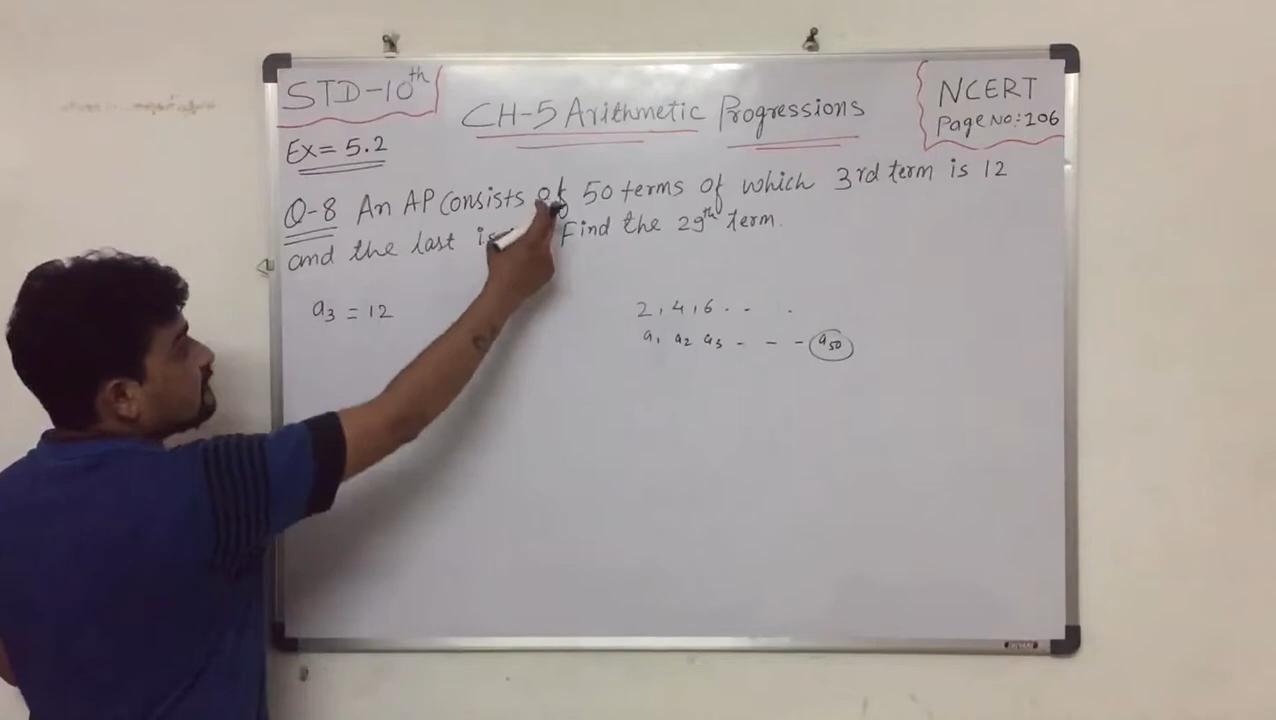 STD-10th
CH-5 Arithmetic Progressions
NCERT
Page No:106
Ex= 5.2
Q-8 An AP Consists of 50 terms of which 3rd term is 12
and the last is Find the 29th term.
a3 = 12
2, 4, 6 . . .
a1 a2 a3 - - - a50